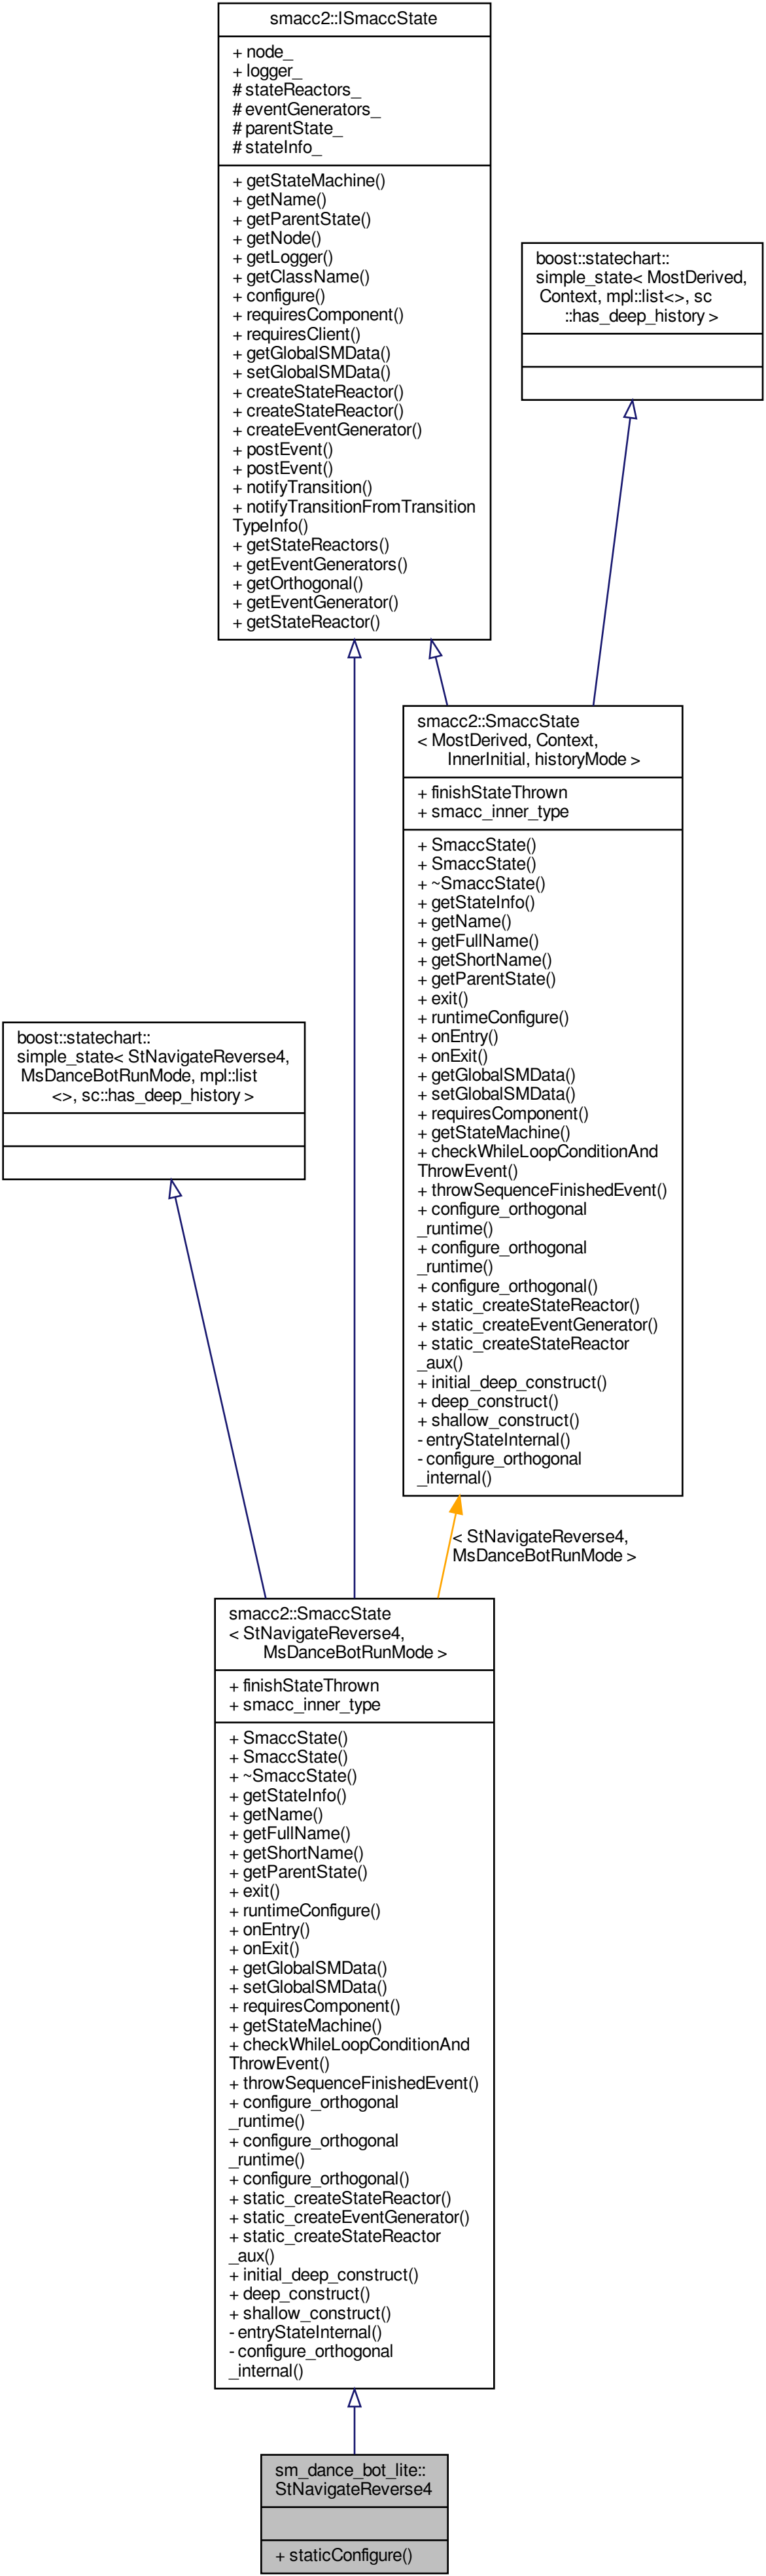 smacc2::ISmaccState
+ node_
+ logger_
# stateReactors_
# eventGenerators_
# parentState_
# stateInfo_
+ getStateMachine()
+ getName()
+ getParentState()
+ getNode()
+ getLogger()
+ getClassName()
+ configure()
+ requiresComponent()
+ requiresClient()
+ getGlobalSMData()
+ setGlobalSMData()
+ createStateReactor()
+ createStateReactor()
+ createEventGenerator()
+ postEvent()
+ postEvent()
+ notifyTransition()
+ notifyTransitionFromTransition
TypeInfo()
+ getStateReactors()
+ getEventGenerators()
+ getOrthogonal()
+ getEventGenerator()
+ getStateReactor()
boost::statechart::
simple_state< MostDerived,
Context, mpl::list<>, sc
::has_deep_history >
smacc2::SmaccState
< MostDerived, Context,
InnerInitial, historyMode >
+ finishStateThrown
+ smacc_inner_type
+ SmaccState()
+ SmaccState()
+ ~SmaccState()
+ getStateInfo()
+ getName()
+ getFullName()
+ getShortName()
+ getParentState()
+ exit()
+ runtimeConfigure()
+ onEntry()
+ onExit()
+ getGlobalSMData()
+ setGlobalSMData()
+ requiresComponent()
+ getStateMachine()
+ checkWhileLoopConditionAnd
ThrowEvent()
+ throwSequenceFinishedEvent()
+ configure_orthogonal
_runtime()
+ configure_orthogonal
_runtime()
+ configure_orthogonal()
+ static_createStateReactor()
+ static_createEventGenerator()
+ static_createStateReactor
_aux()
+ initial_deep_construct()
+ deep_construct()
+ shallow_construct()
- entryStateInternal()
- configure_orthogonal
_internal()
boost::statechart::
simple_state< StNavigateReverse4,
MsDanceBotRunMode, mpl::list
<>, sc::has_deep_history >
< StNavigateReverse4,
MsDanceBotRunMode >
smacc2::SmaccState
< StNavigateReverse4,
MsDanceBotRunMode >
+ finishStateThrown
+ smacc_inner_type
+ SmaccState()
+ SmaccState()
+ ~SmaccState()
+ getStateInfo()
+ getName()
+ getFullName()
+ getShortName()
+ getParentState()
+ exit()
+ runtimeConfigure()
+ onEntry()
+ onExit()
+ getGlobalSMData()
+ setGlobalSMData()
+ requiresComponent()
+ getStateMachine()
+ checkWhileLoopConditionAnd
ThrowEvent()
+ throwSequenceFinishedEvent()
+ configure_orthogonal
_runtime()
+ configure_orthogonal
_runtime()
+ configure_orthogonal()
+ static_createStateReactor()
+ static_createEventGenerator()
+ static_createStateReactor
_aux()
+ initial_deep_construct()
+ deep_construct()
+ shallow_construct()
- entryStateInternal()
- configure_orthogonal
_internal()
sm_dance_bot_lite::
StNavigateReverse4
+ staticConfigure()